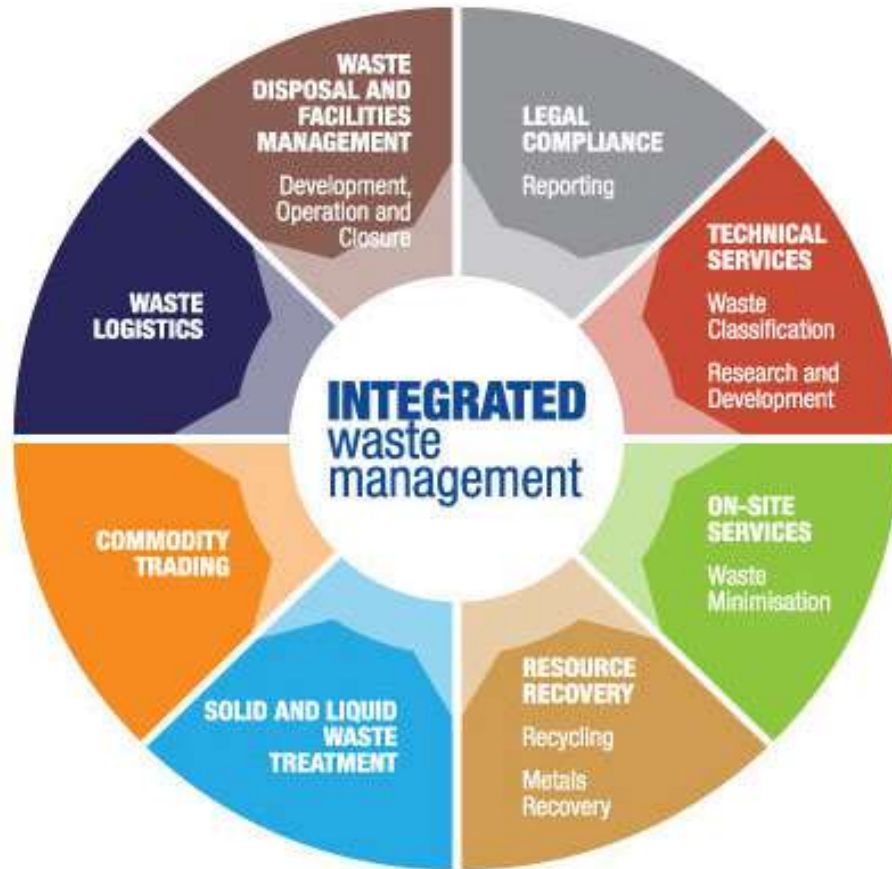 WASTE
DISPOSAL AND
FACILITIES
MANAGEMENT
Development,
Operation and
Closure
LEGAL
COMPLIANCE
Reporting
TECHNICAL
SERVICES
Waste
Classification
Research and
Development
ON-SITE
SERVICES
Waste
Minimisation
RESOURCE
RECOVERY
Recycling
Metals
Recovery
SOLID AND LIQUID
WASTE
TREATMENT
COMMODITY
TRADING
WASTE
LOGISTICS
INTEGRATED
waste
management